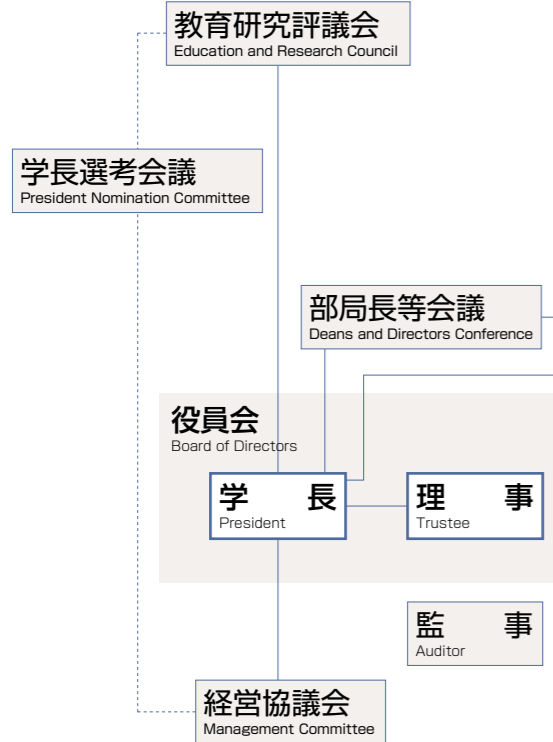 教育研究評議会
Education and Research Council
学長選考会議
President Nomination Committee
部局長等会議
Deans and Directors Conference
役員会
Board of Directors
学　長
President
理　事
Trustee
監　事
Auditor
経営協議会
Management Committee